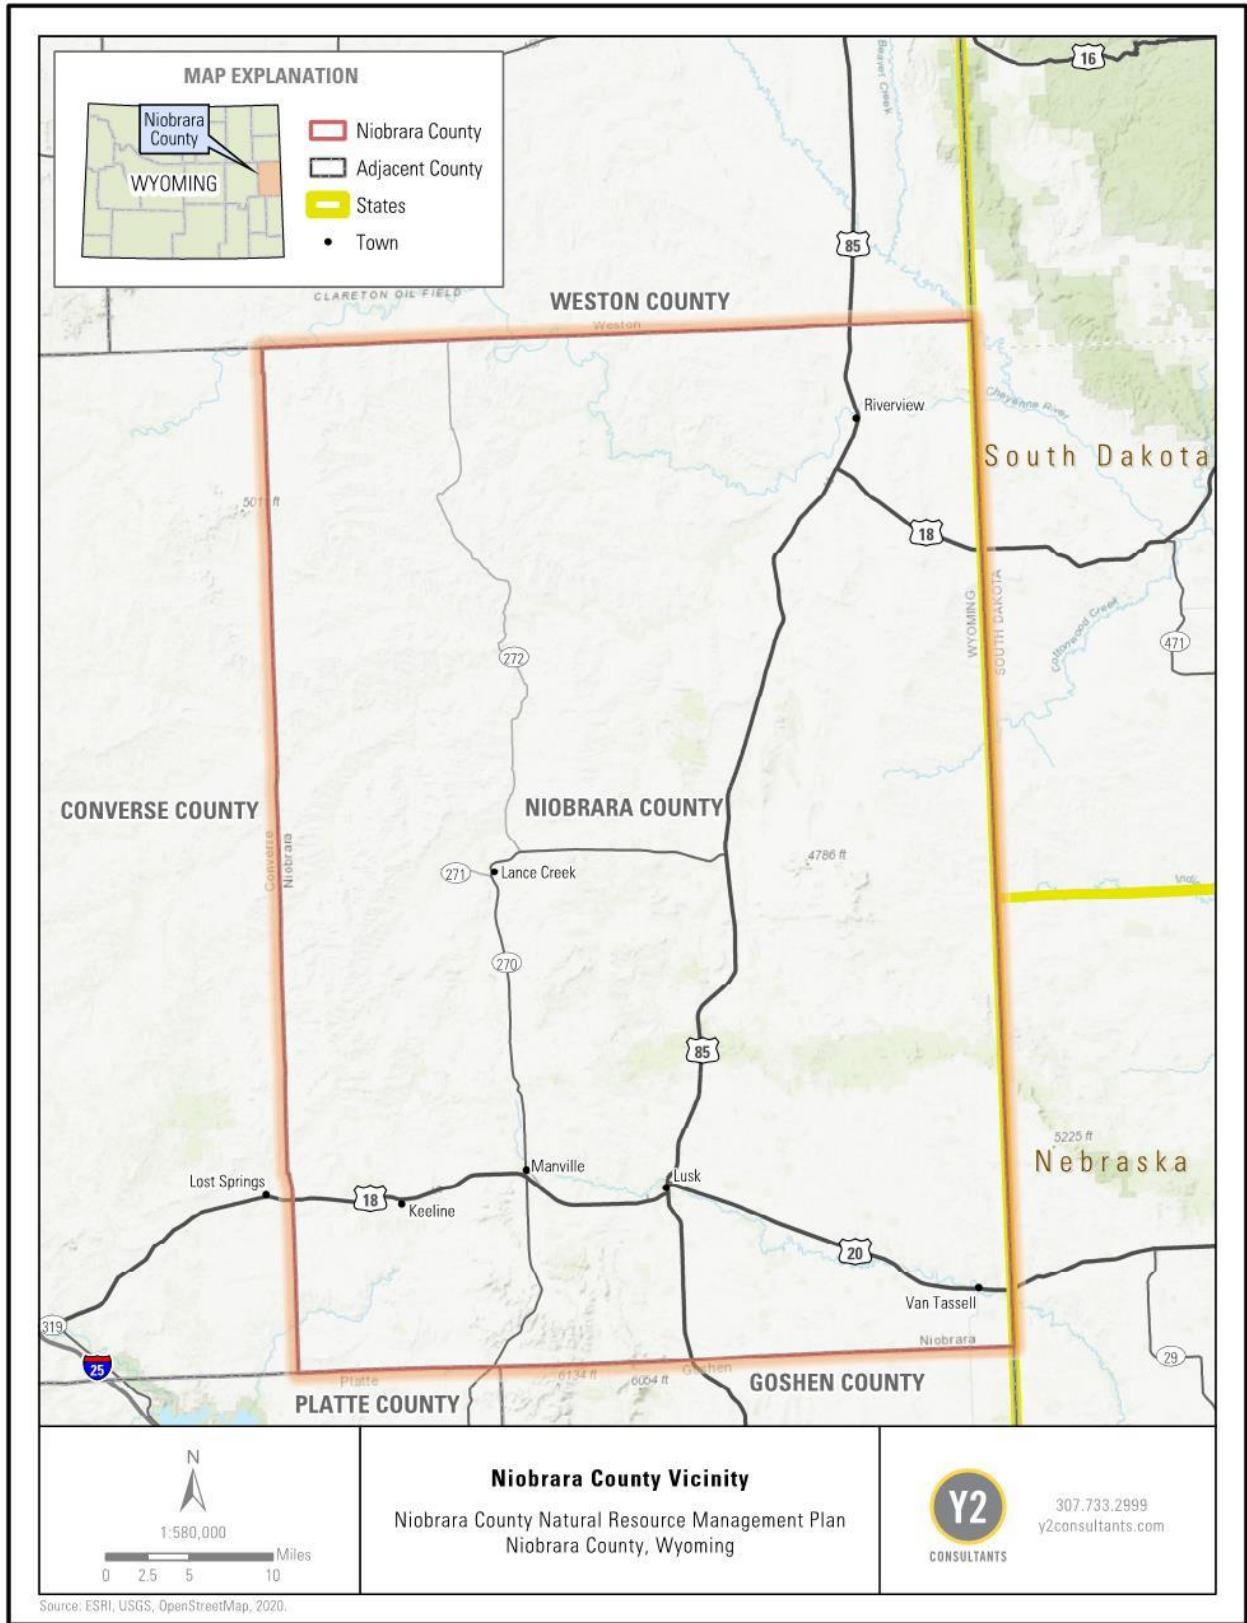 MAP EXPLANATION
Niobrara
County
WYOMING
Niobrara County
Adjacent County
States
Town
16
Beaver Creek
85
CLARETON OIL FIELD
WESTON COUNTY
Weston
Riverview
Cheyenne River
South Dakota
18
WYOMING
SOUTH DAKOTA
Cottonwood Creek
471
272
CONVERSE COUNTY
NIOBRARA COUNTY
Converse
Niobrara
4786 ft
271
Lance Creek
270
85
5225 ft
Nebraska
Manville
Lusk
Lost Springs
18
Keeline
20
Van Tassell
319
25
Niobrara
29
Platte
6134 ft
6054 ft
Goshen
GOSHEN COUNTY
PLATTE COUNTY
N
1:580,000
Miles
0 2.5 5 10
Niobrara County Vicinity
Niobrara County Natural Resource Management Plan
Niobrara County, Wyoming
Y2
CONSULTANTS
307.733.2999
y2consultants.com
Source: ESRI, USGS, OpenStreetMap, 2020.